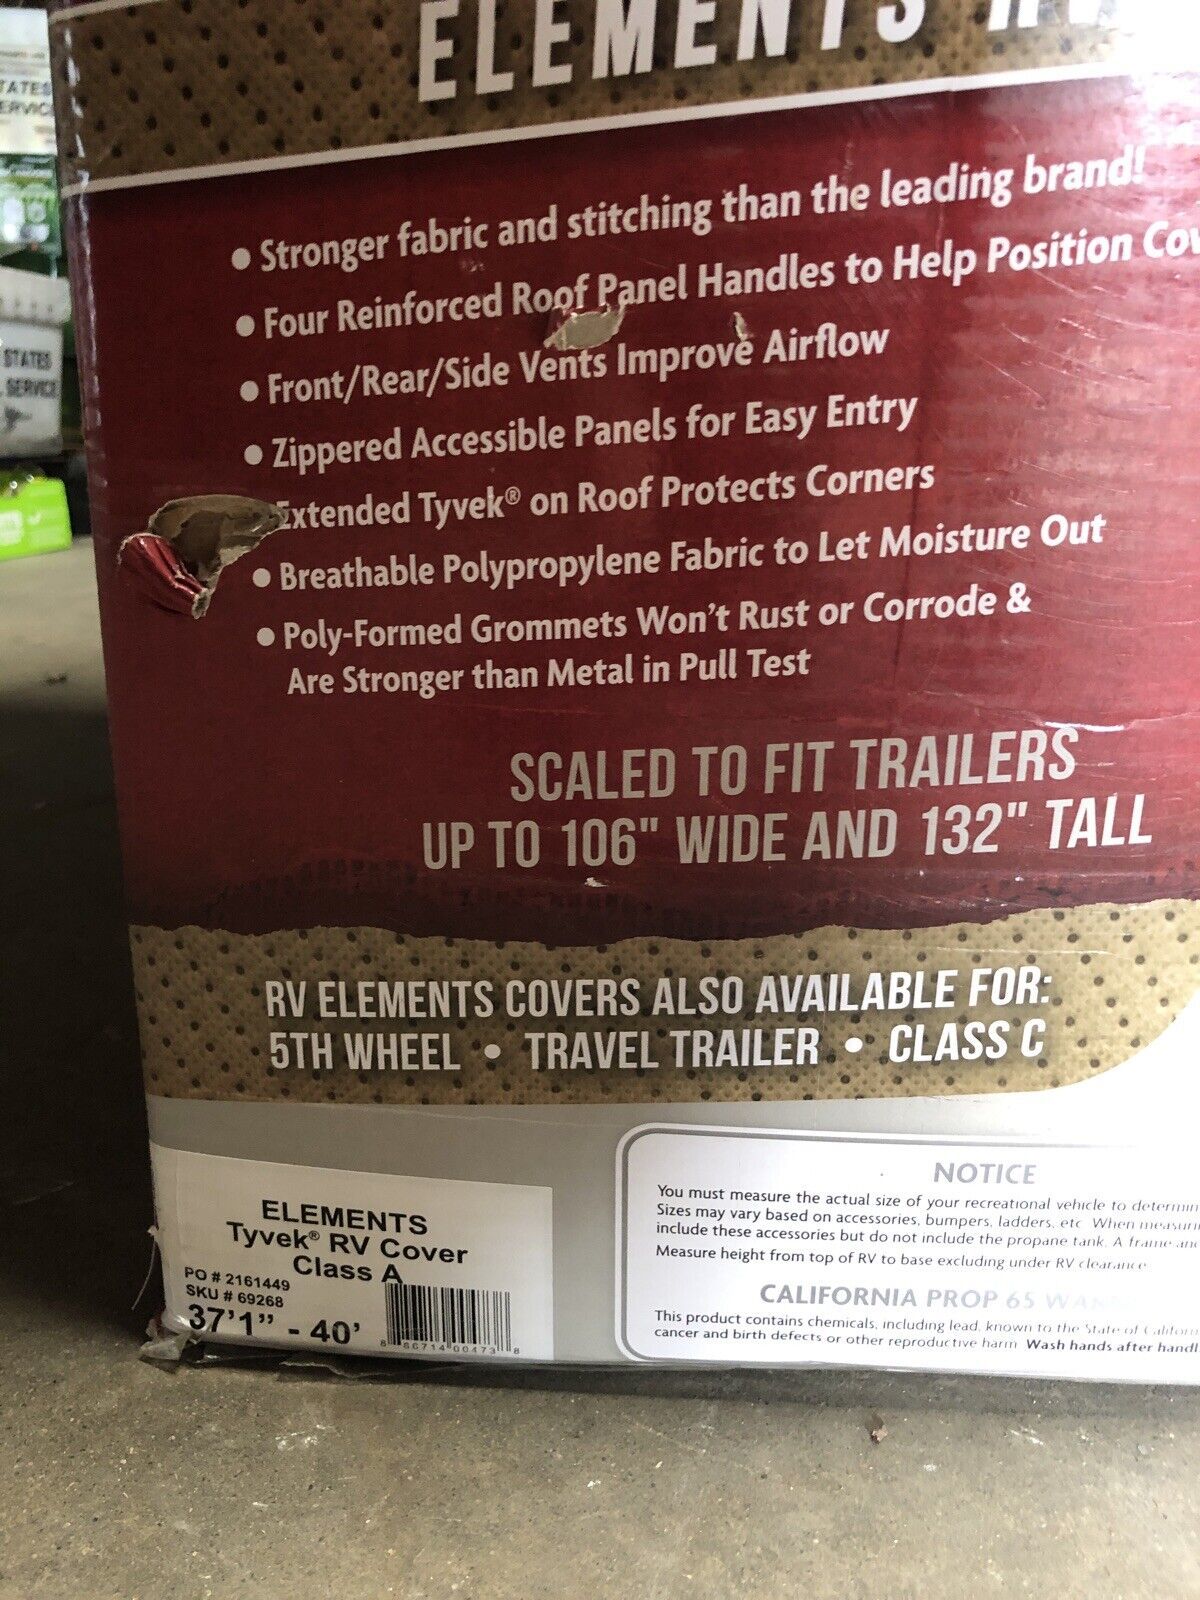 ELEMENTS
• Stronger fabric and stitching than the leading brand!
• Four Reinforced Roof Panel Handles to Help Position
• Front/Rear/Side Vents Improve Airflow
• Zippered Accessible Panels for Easy Entry
Extended Tyvek® on Roof Protects Corners
• Breathable Polypropylene Fabric to Let Moisture Out
• Poly-Formed Grommets Won't Rust or Corrode &
Are Stronger than Metal in Pull Test
SCALED TO FIT TRAILERS
UP TO 106" WIDE AND 132" TALL
RV ELEMENTS COVERS ALSO AVAILABLE FOR:
5TH WHEEL • TRAVEL TRAILER • CLASS C
NOTICE
You must measure the actual size of your recreational vehicle to
Sizes may vary based on accessories, bumpers, ladders, etc. When
include these accessories but do not include the propane tank. A frame
Measure height from top of RV to base excluding under RV clearance
CALIFORNIA PROP 65
This product contains chemicals, including lead, known to the State of
cancer and birth defects or other reproductive harm. Wash hands after
ELEMENTS
Tyvek® RV Cover
Class A
PO # 2161449
SKU # 69268
37'1" - 40'
8 66714 00473 8
STATES
SERVICE